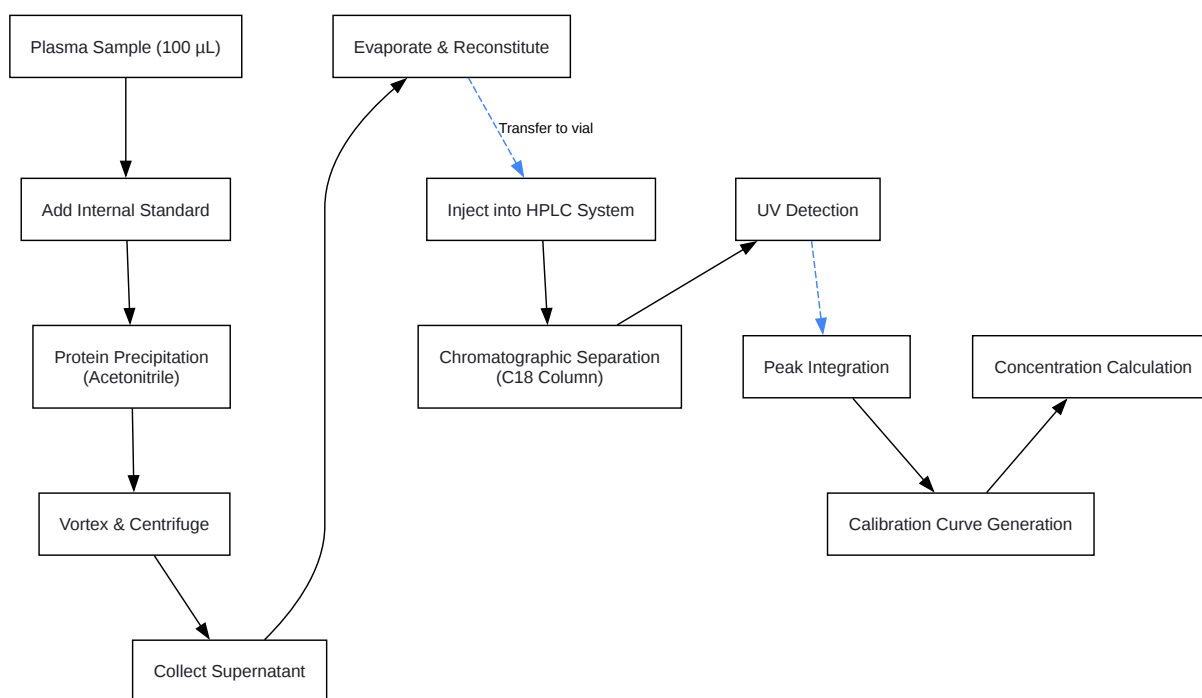 Plasma Sample (100 µL)
Add Internal Standard
Protein Precipitation
(Acetonitrile)
Vortex & Centrifuge
Collect Supernatant
Evaporate & Reconstitute
Transfer to vial
Inject into HPLC System
Chromatographic Separation
(C18 Column)
UV Detection
Peak Integration
Calibration Curve Generation
Concentration Calculation